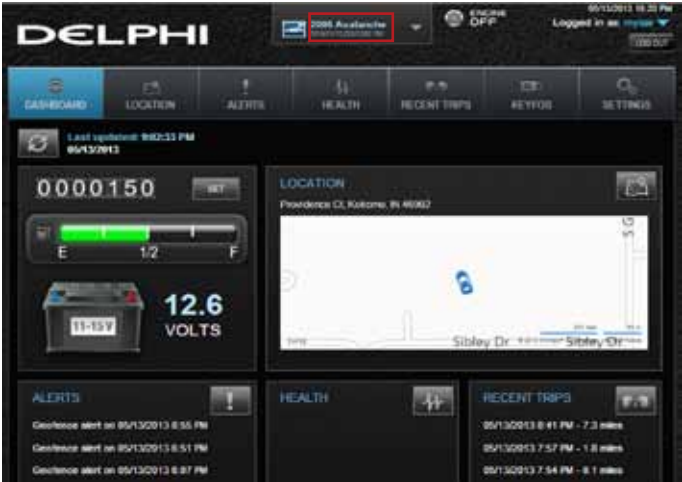 DELPHI
2006 Avalanche
ENGINE OFF
05/13/2013 10:33 PM
Logged in as:
LOG OUT
DASHBOARD LOCATION ALERTS HEALTH RECENT TRIPS KEYFOB SETTINGS
Last updated: 9:02:33 PM
05/13/2013
0000150 SET
E 1/2 F
11-15 V
12.6
VOLTS
LOCATION
Providence Ct, Kokomo, IN 46902
S G
Sibley Dr Sibley Dr
ALERTS
Geofence alert on 05/13/2013 8:55 PM
Geofence alert on 05/13/2013 8:51 PM
Geofence alert on 05/13/2013 8:07 PM
HEALTH
RECENT TRIPS
05/13/2013 8:41 PM - 7.3 miles
05/13/2013 7:57 PM - 1.8 miles
05/13/2013 7:54 PM - 0.1 miles